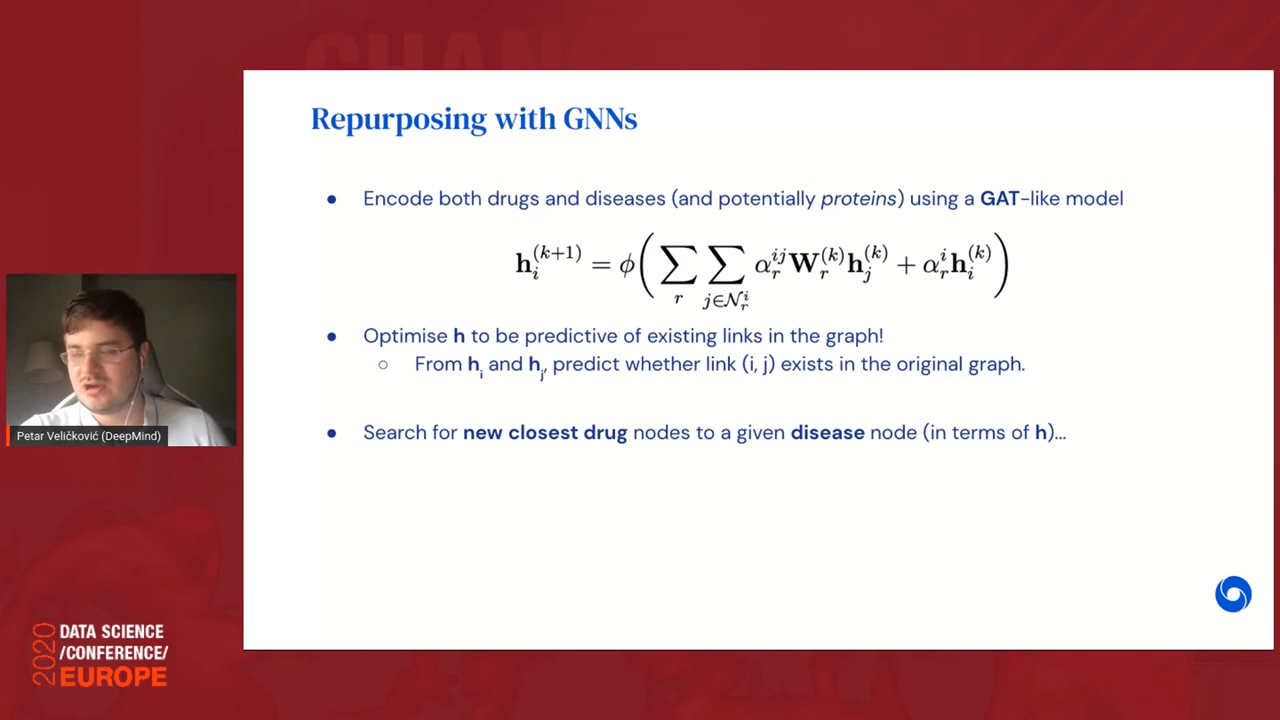 CHAN
Repurposing with GNNs
● Encode both drugs and diseases (and potentially proteins) using a GAT-like model
h_i^{(k+1)} = ϕ( ∑_r ∑_{j∈N_r^i} α_r^{ij} W_r^{(k)} h_j^{(k)} + α_r^i h_i^{(k)} )
● Optimise h to be predictive of existing links in the graph!
○ From h_i and h_j, predict whether link (i, j) exists in the original graph.
● Search for new closest drug nodes to a given disease node (in terms of h)...
Petar Veličković (DeepMind)
2020
DATA SCIENCE
/CONFERENCE/
EUROPE